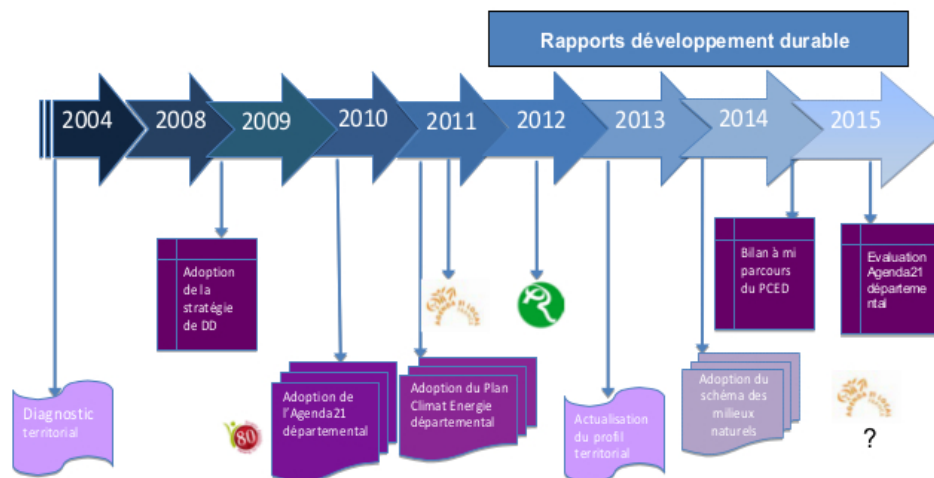 Rapports développement durable
2004
2008
2009
2010
2011
2012
2013
2014
2015
Adoption
de la
stratégie
de DD
Bilan à mi
parcours
du PCED
Evaluation
Agenda21
départeme
ntal
Diagnostic
territorial
80
Adoption de
l'Agenda21
départemental
Adoption du Plan
Climat Energie
départemental
Actualisation
du profil
territorial
Adoption du
schéma des
milieux
naturels
?